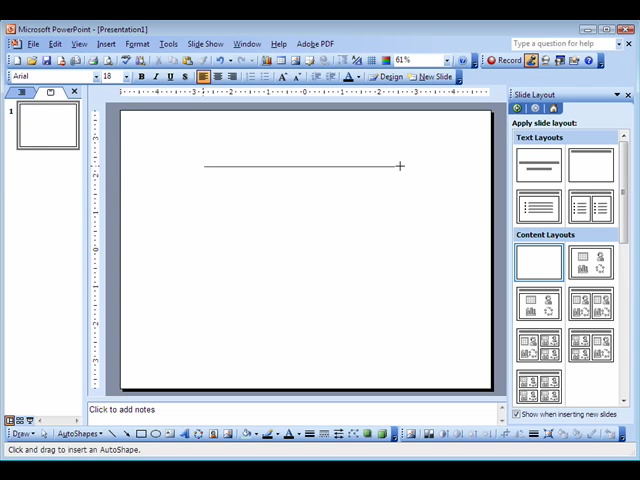 Microsoft PowerPoint - [Presentation1]
File Edit View Insert Format Tools Slide Show Window Help Adobe PDF
Type a question for help
61%
Record
Arial 18 B I U S A A A Design New Slide
Slide Layout
1
Apply slide layout:
Text Layouts
Content Layouts
Show when inserting new slides
Click to add notes
Draw AutoShapes
Click and drag to insert an AutoShape.